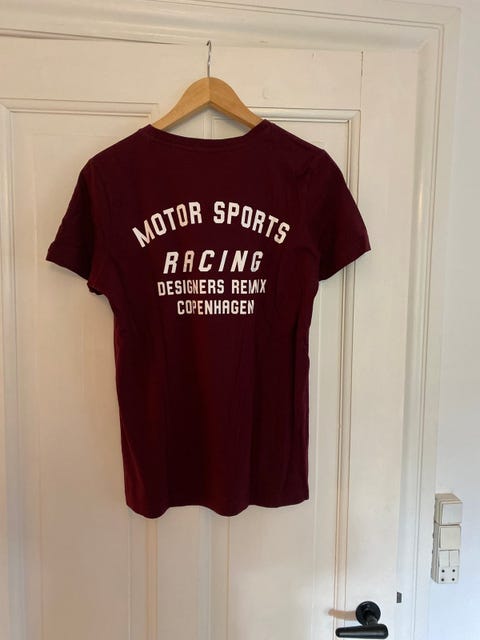 MOTOR SPORTS
RACING
DESIGNERS REMIX
COPENHAGEN